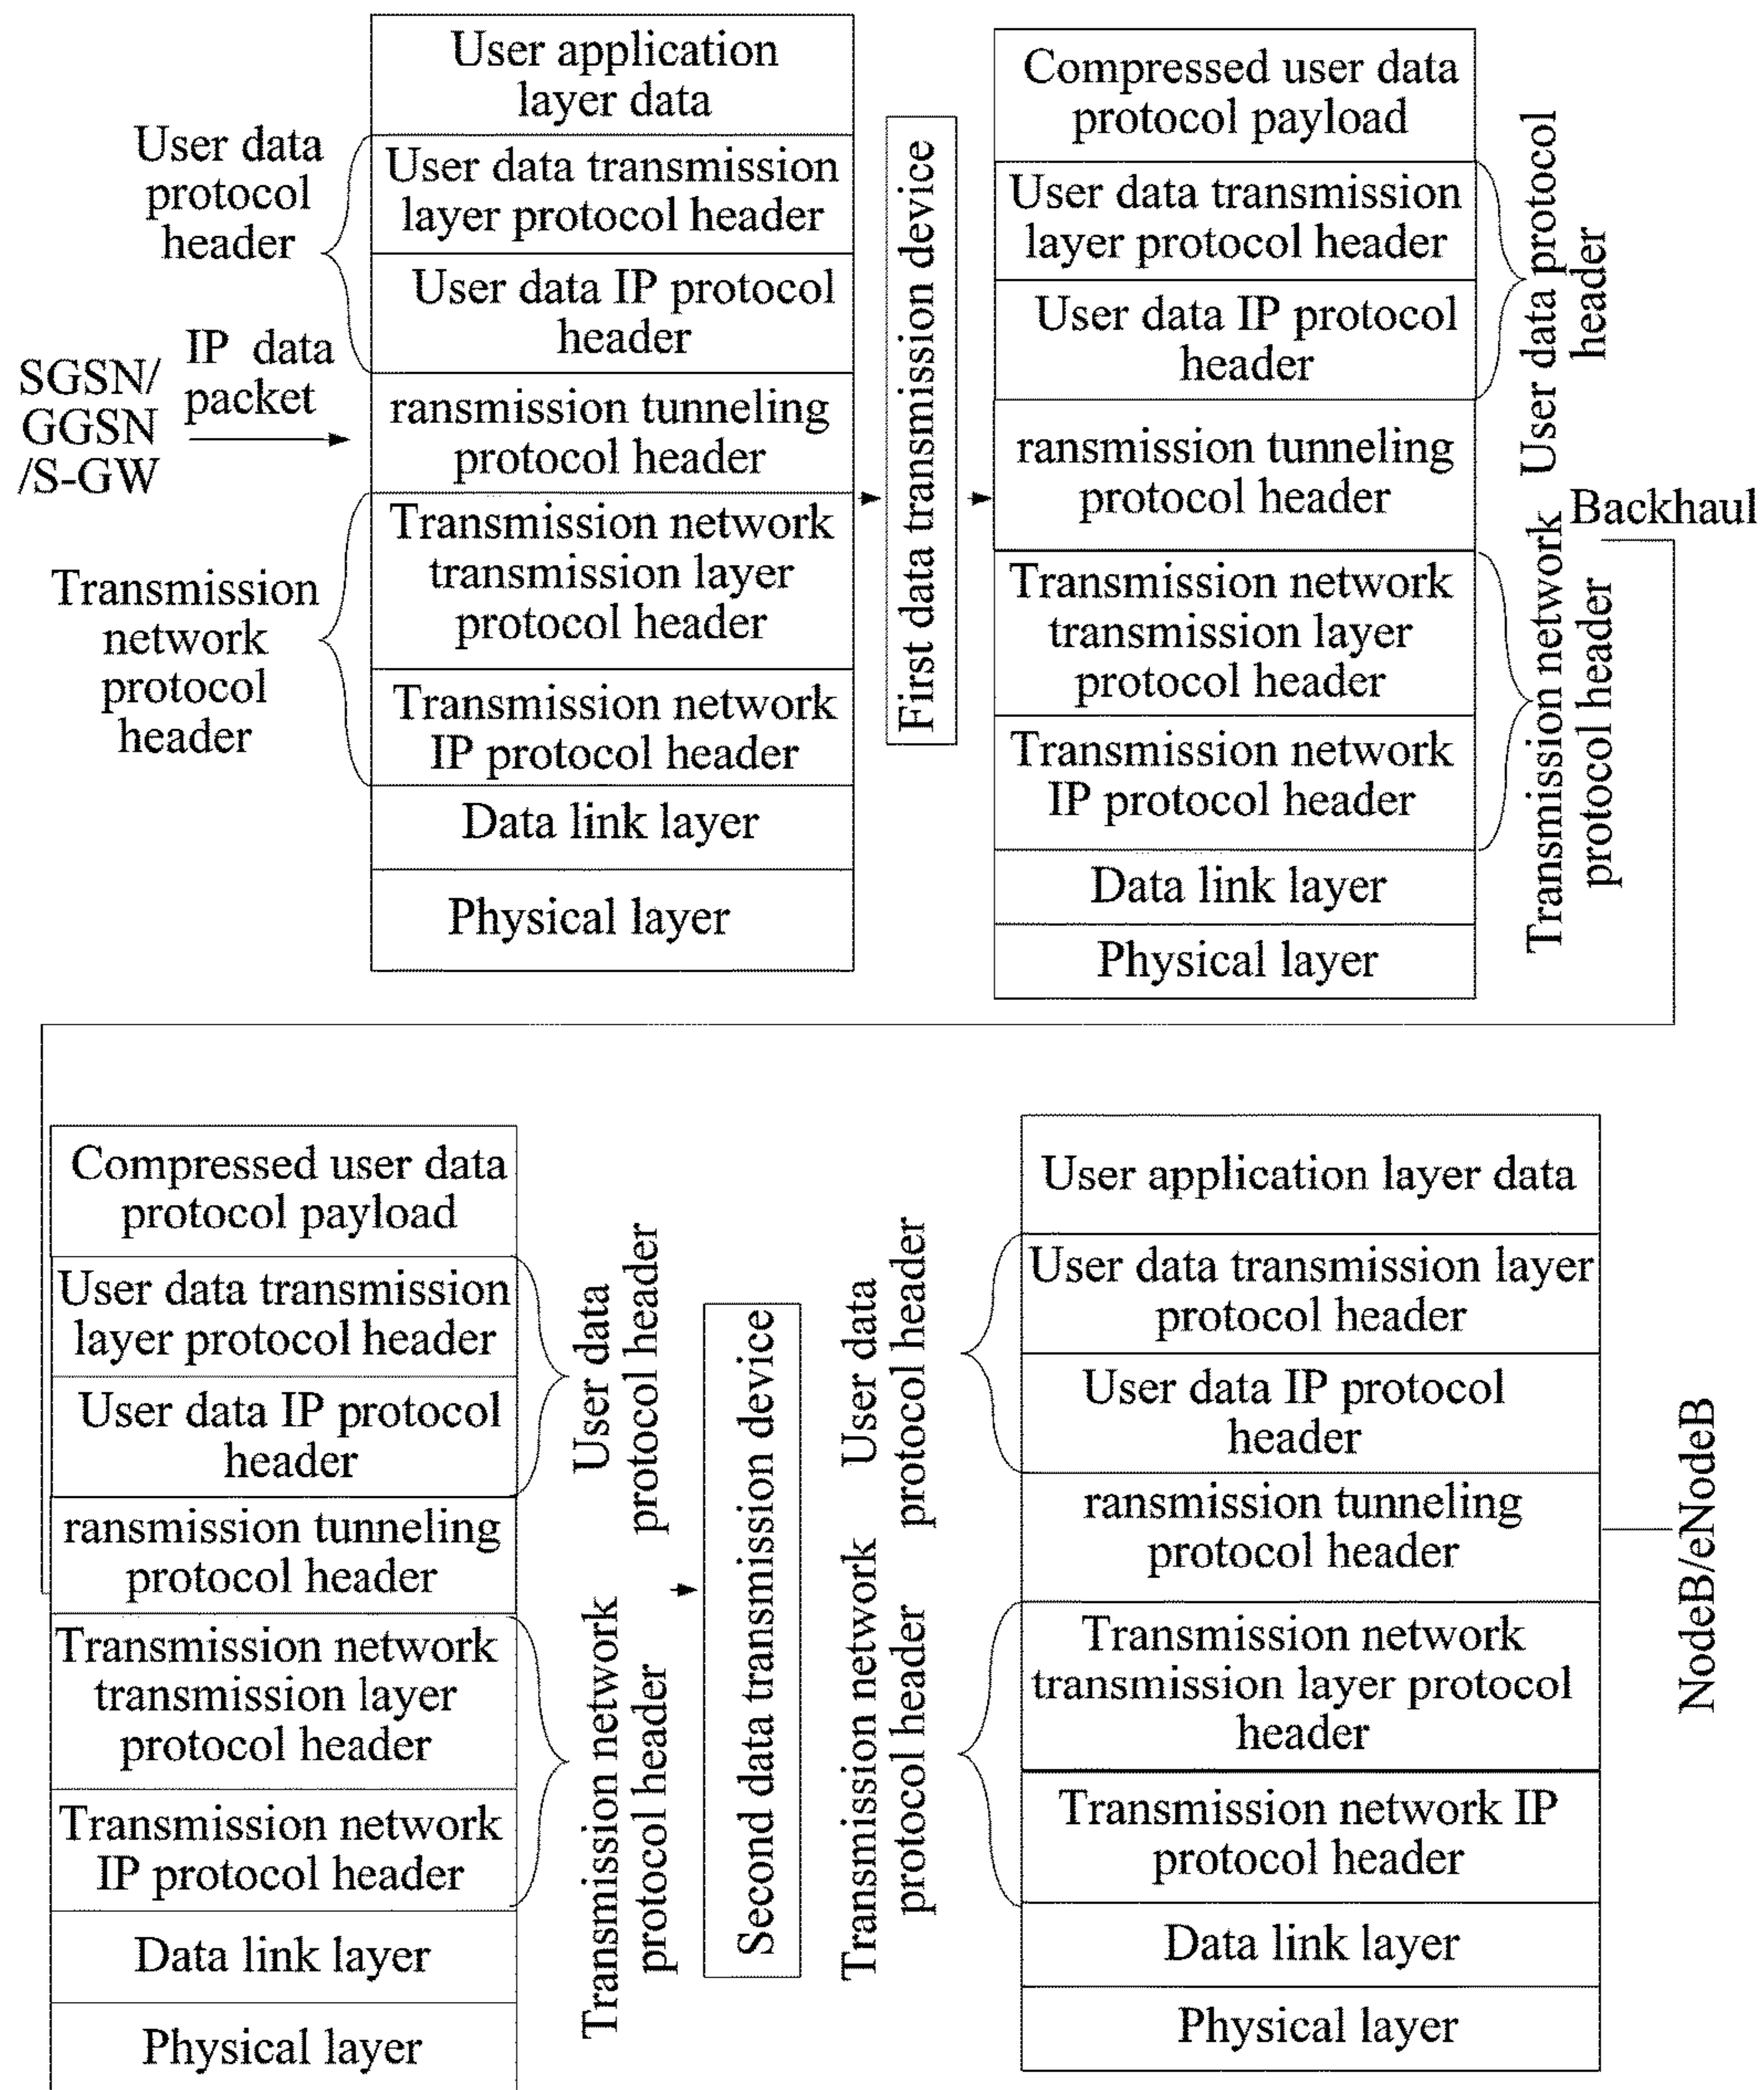 User application
layer data
User data
protocol
header
User data transmission
layer protocol header
User data IP protocol
header
SGSN/
GGSN
/S-GW
IP data
packet
ransmission tunneling
protocol header
Transmission
network
protocol
header
Transmission network
transmission layer
protocol header
Transmission network
IP protocol header
Data link layer
Physical layer
First data transmission device
Compressed user data
protocol payload
User data transmission
layer protocol header
User data IP protocol
header
ransmission tunneling
protocol header
Transmission network
transmission layer
protocol header
Transmission network
IP protocol header
Data link layer
Physical layer
User data protocol
header
Transmission network
protocol header
Backhaul
Compressed user data
protocol payload
User data transmission
layer protocol header
User data IP protocol
header
ransmission tunneling
protocol header
Transmission network
transmission layer
protocol header
Transmission network
IP protocol header
Data link layer
Physical layer
User data
protocol header
Transmission network
protocol header
Second data transmission device
User data
protocol header
Transmission network
protocol header
User application layer data
User data transmission layer
protocol header
User data IP protocol
header
ransmission tunneling
protocol header
Transmission network
transmission layer protocol
header
Transmission network IP
protocol header
Data link layer
Physical layer
NodeB/eNodeB